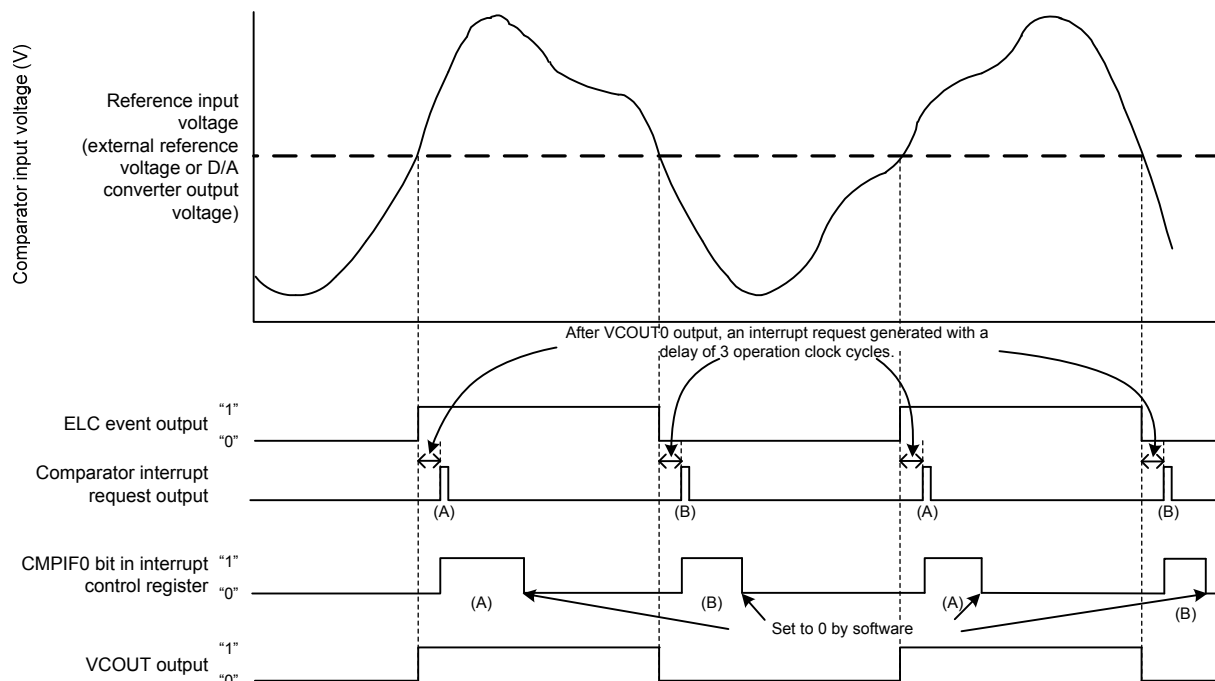 Comparator input voltage (V)
Reference input
voltage
(external reference
voltage or D/A
converter output
voltage)
After VCOUT0 output, an interrupt request generated with a
delay of 3 operation clock cycles.
ELC event output
“1”
“0”
Comparator interrupt
request output
(A)
(B)
(A)
(B)
CMPIF0 bit in interrupt
control register
“1”
“0”
(A)
(B)
(A)
(B)
Set to 0 by software
VCOUT output
“1”
“0”